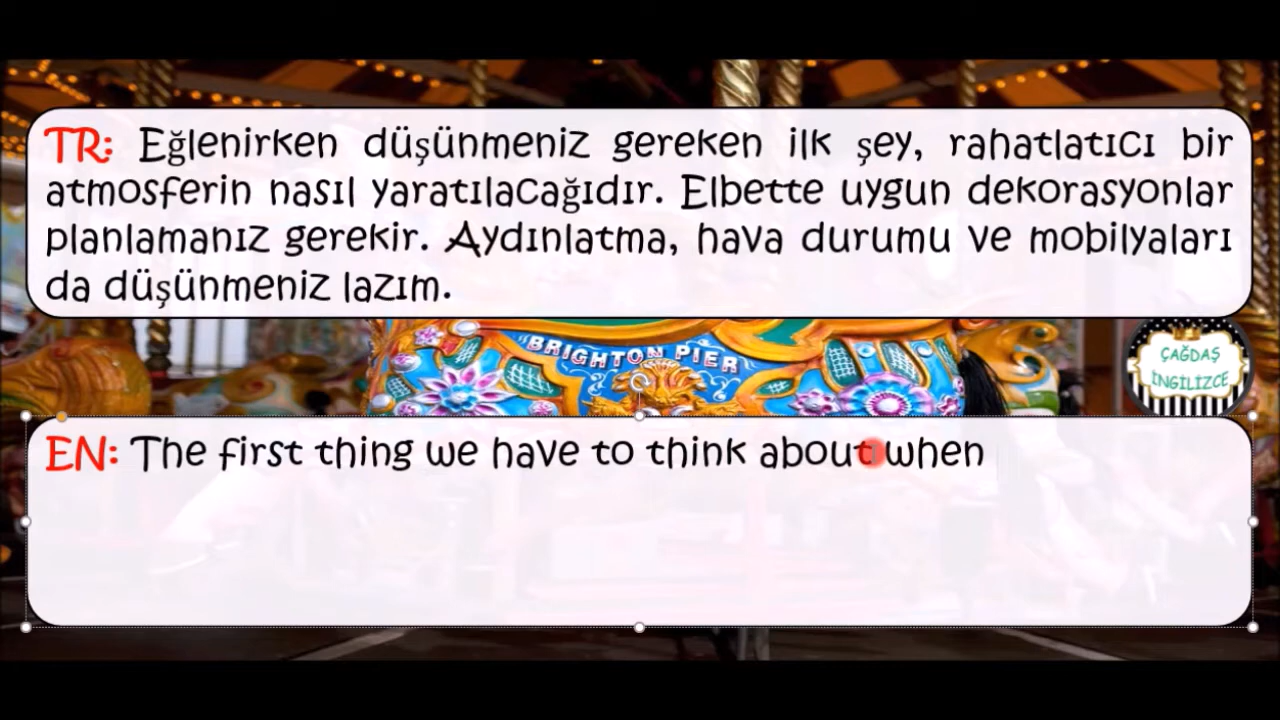 TR: Eğlenirken düşünmeniz gereken ilk şey, rahatlatıcı bir
atmosferin nasıl yaratılacağıdır. Elbette uygun dekorasyonlar
planlamanız gerekir. Aydınlatma, hava durumu ve mobilyaları
da düşünmeniz lazım.
BRIGHTON PIER
ÇAĞDAŞ
İNGİLİZCE
EN: The first thing we have to think about when